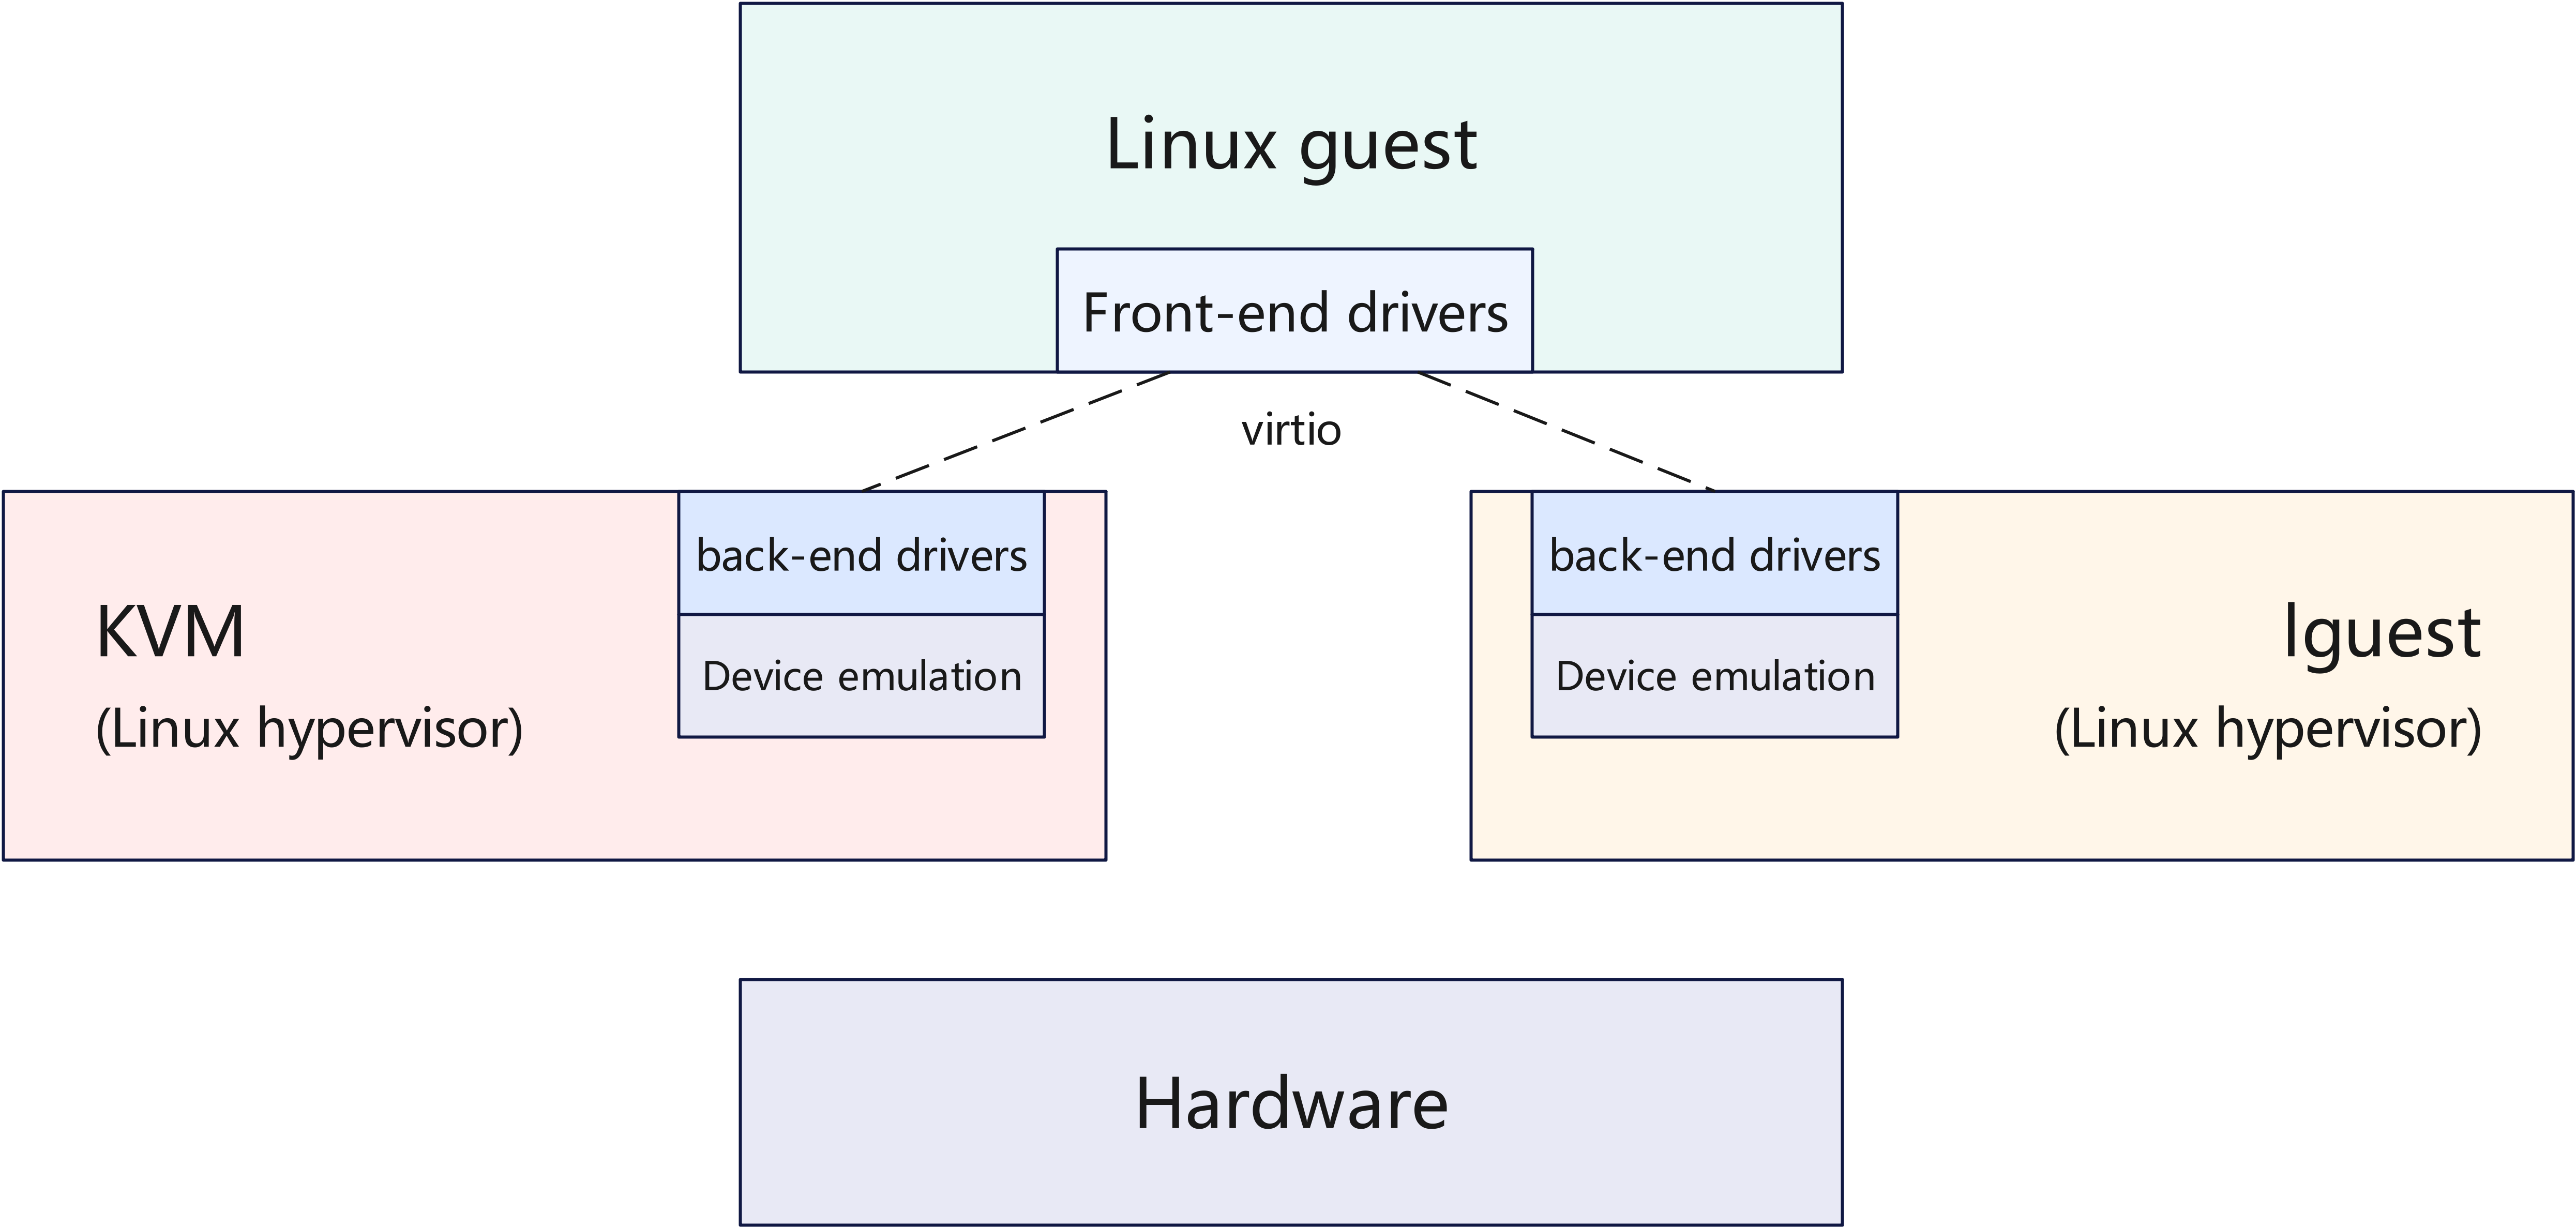 Linux guest
Front-end drivers
virtio
KVM
(Linux hypervisor)
back-end drivers
Device emulation
back-end drivers
Device emulation
lguest
(Linux hypervisor)
Hardware